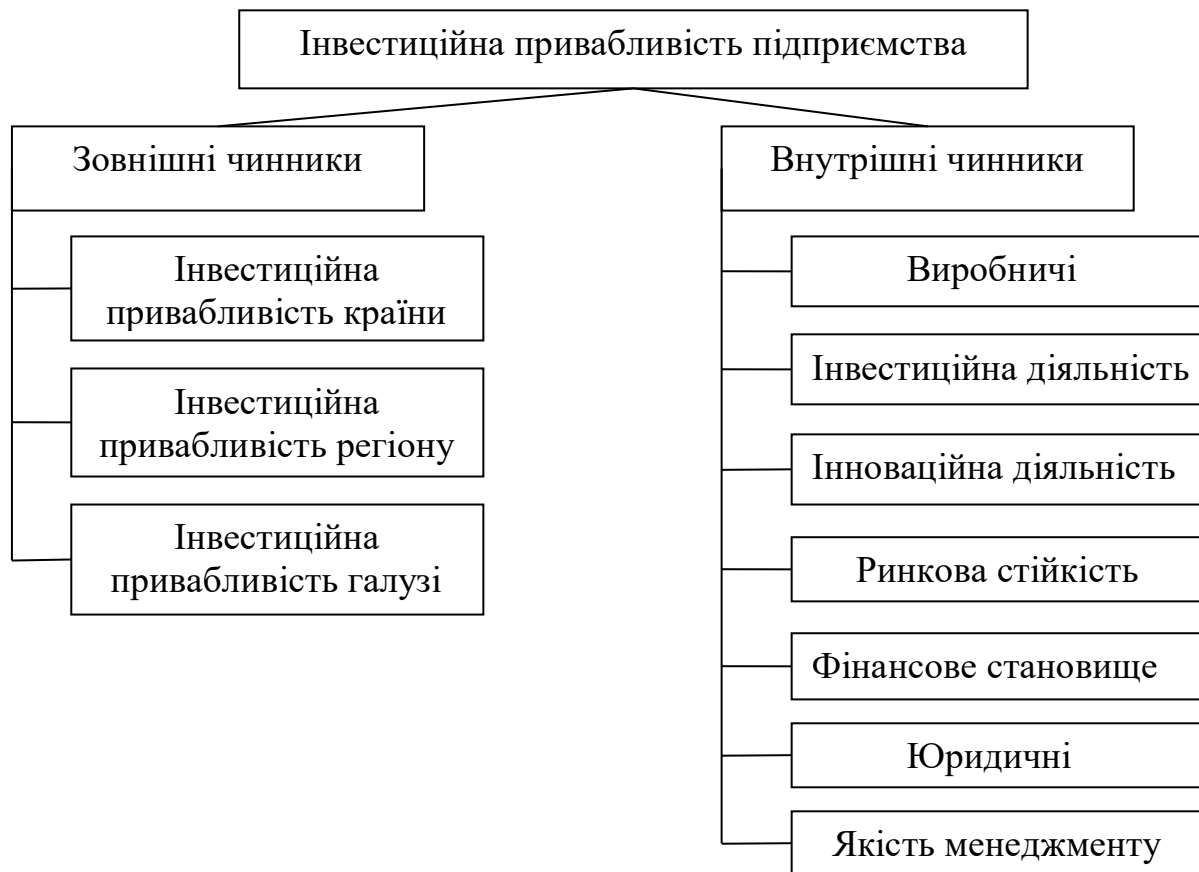 Інвестиційна привабливість підприємства
Зовнішні чинники
Інвестиційна
привабливість країни
Інвестиційна
привабливість регіону
Інвестиційна
привабливість галузі
Внутрішні чинники
Виробничі
Інвестиційна діяльність
Інноваційна діяльність
Ринкова стійкість
Фінансове становище
Юридичні
Якість менеджменту